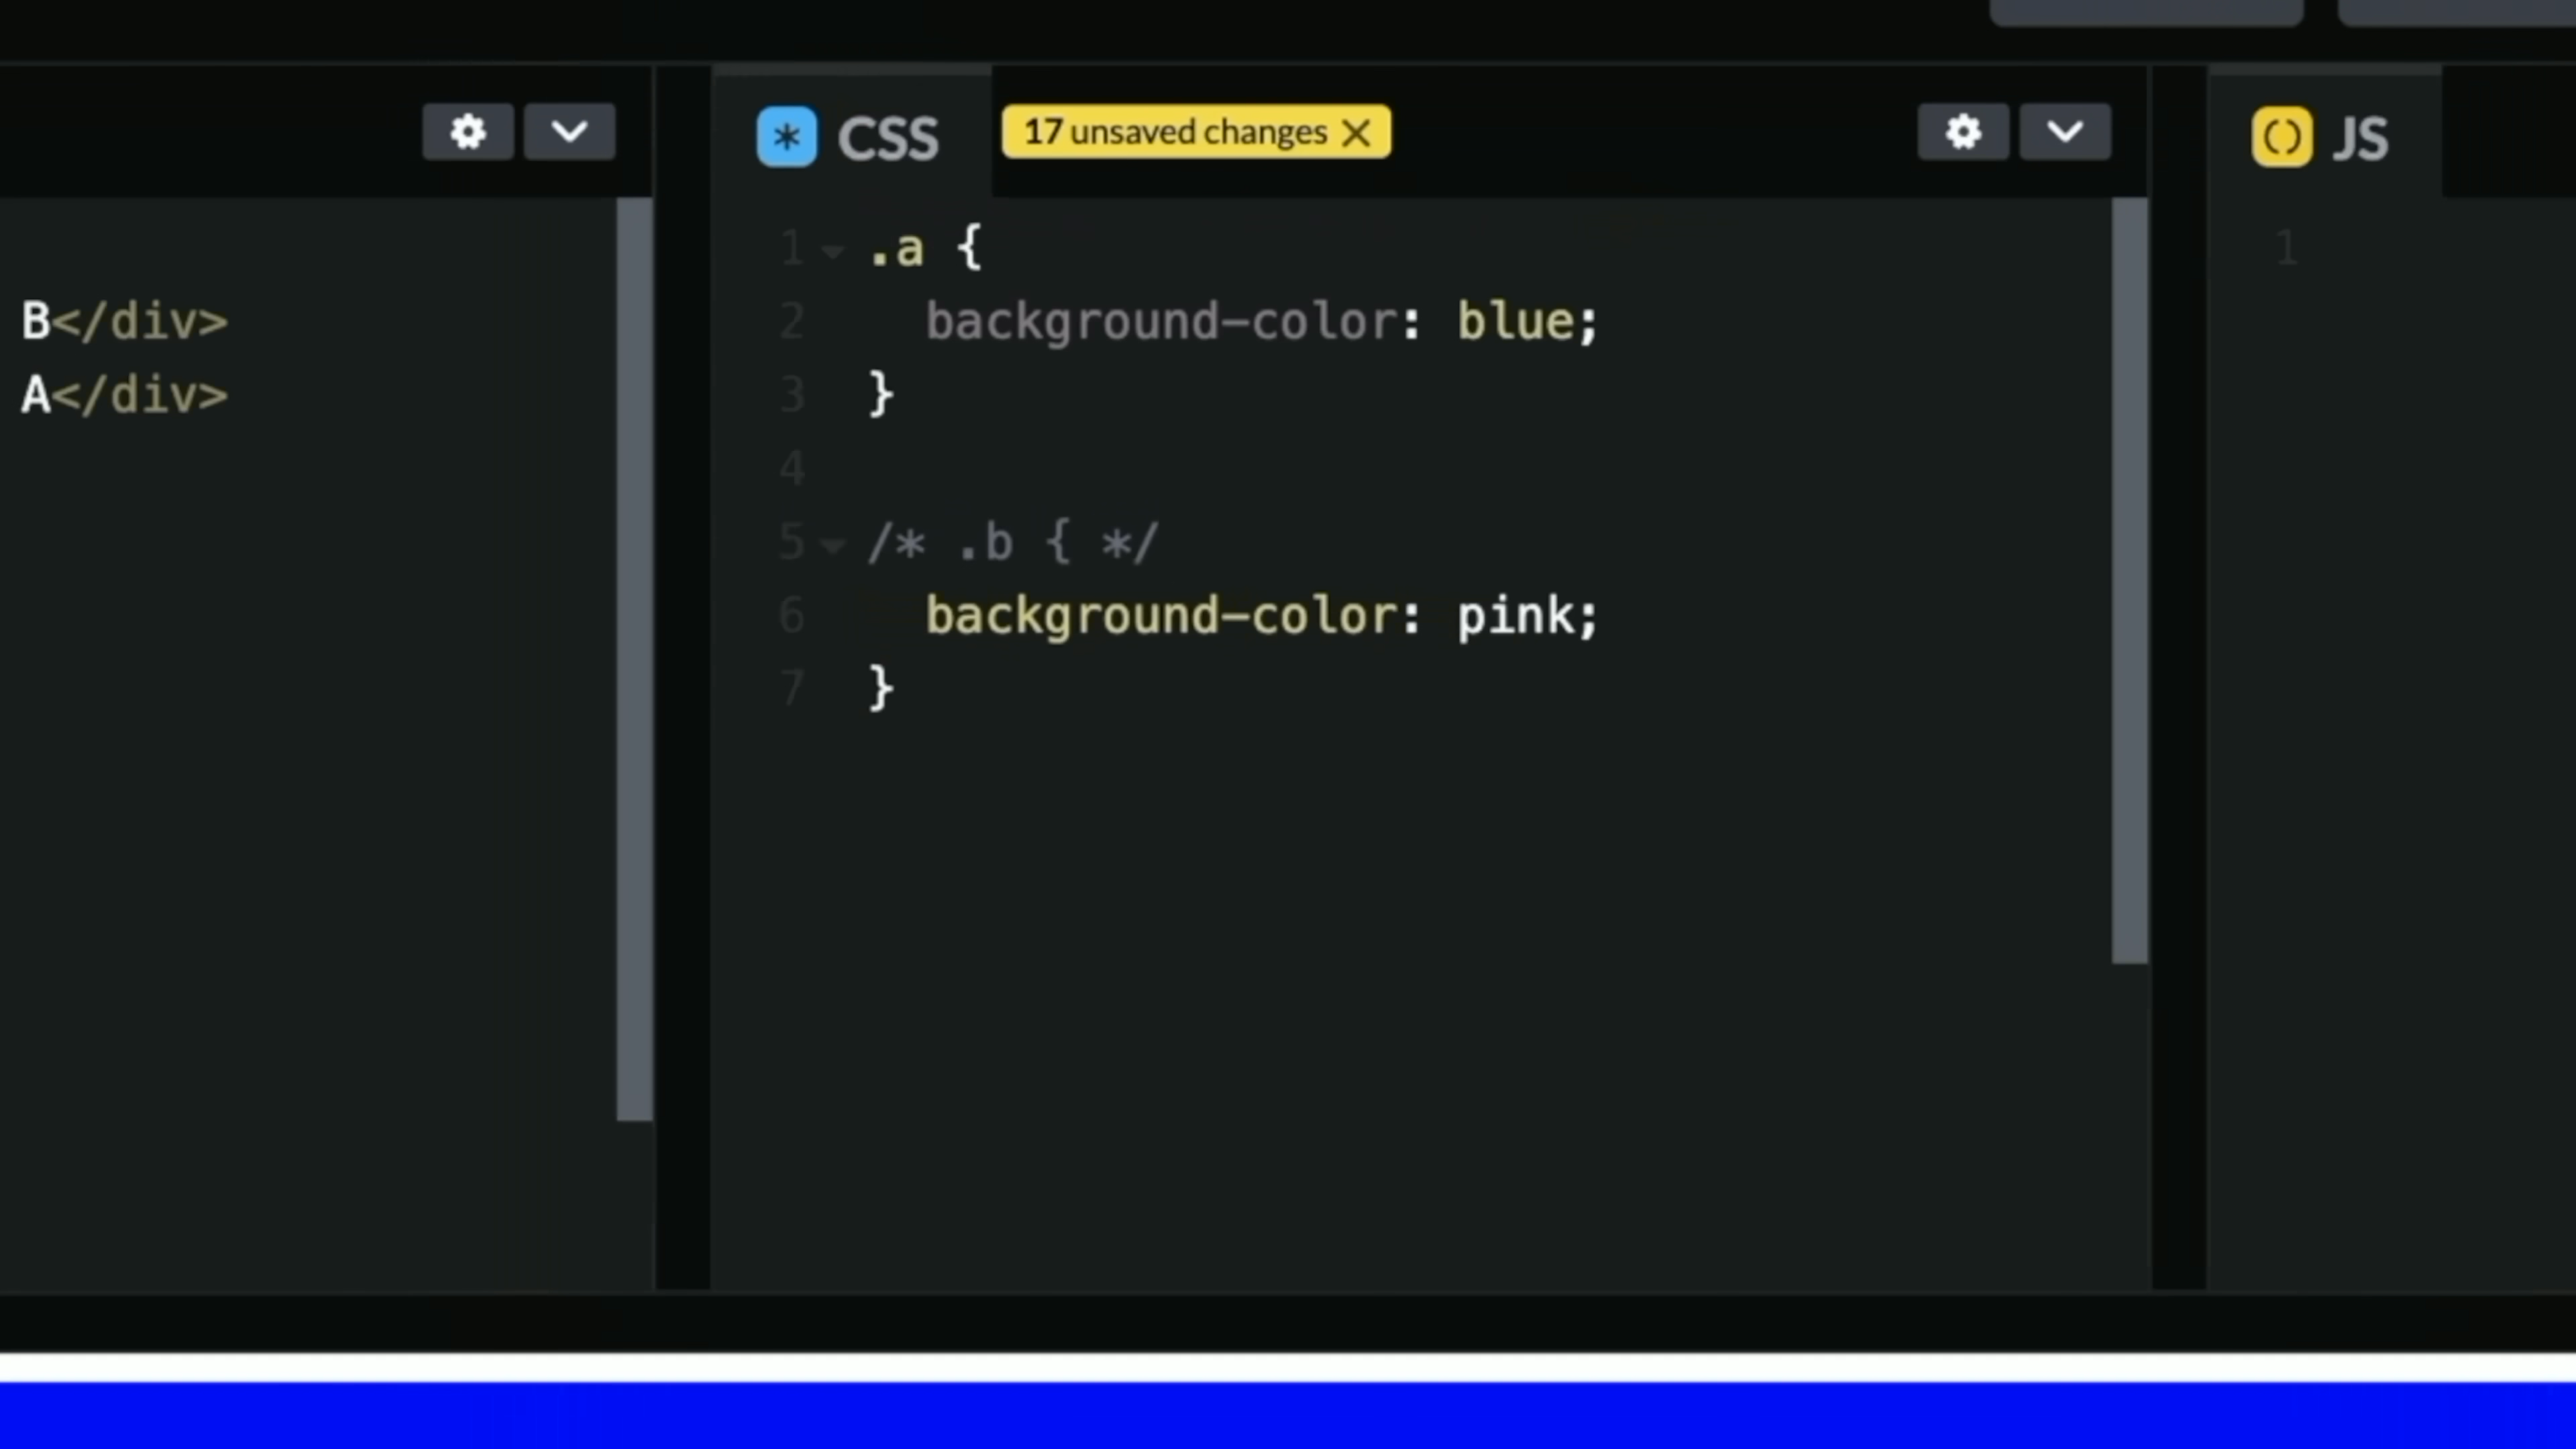 CSS 17 unsaved changes JS
B</div>
A</div>
1 .a {
2 background-color: blue;
3 }
4
5 /* .b { */
6 background-color: pink;
7 }
1